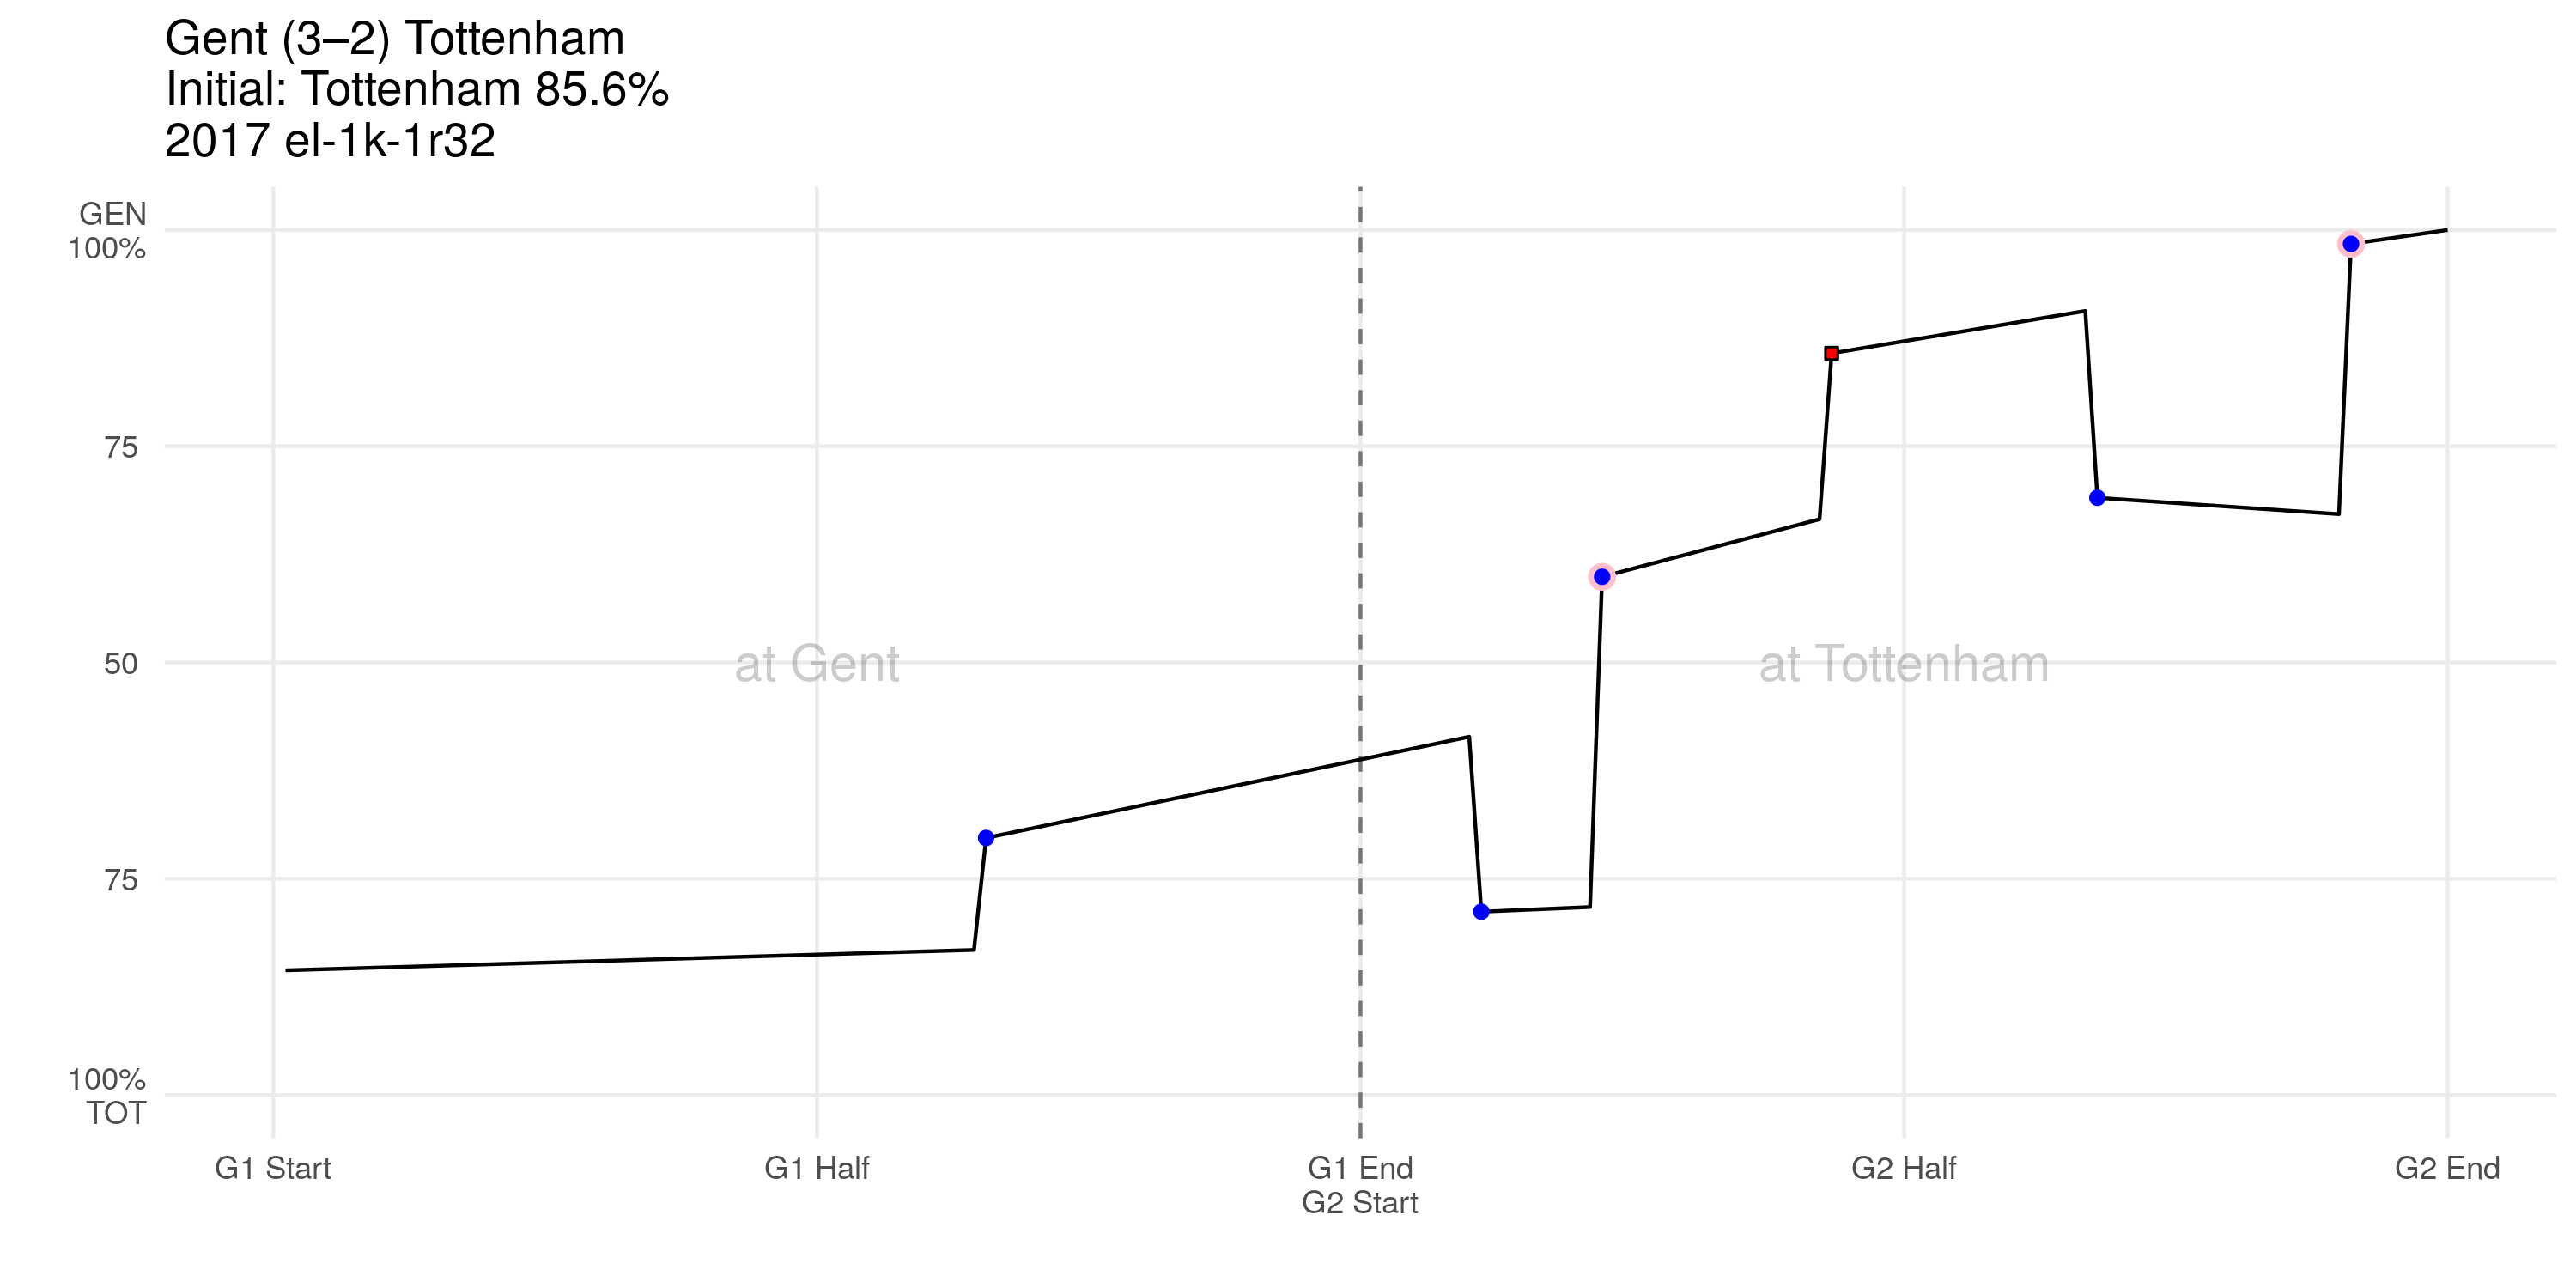 Gent (3–2) Tottenham
Initial: Tottenham 85.6%
2017 el-1k-1r32
GEN
100%
75
50
75
100%
TOT
at Gent
at Tottenham
G1 Start
G1 Half
G1 End
G2 Start
G2 Half
G2 End